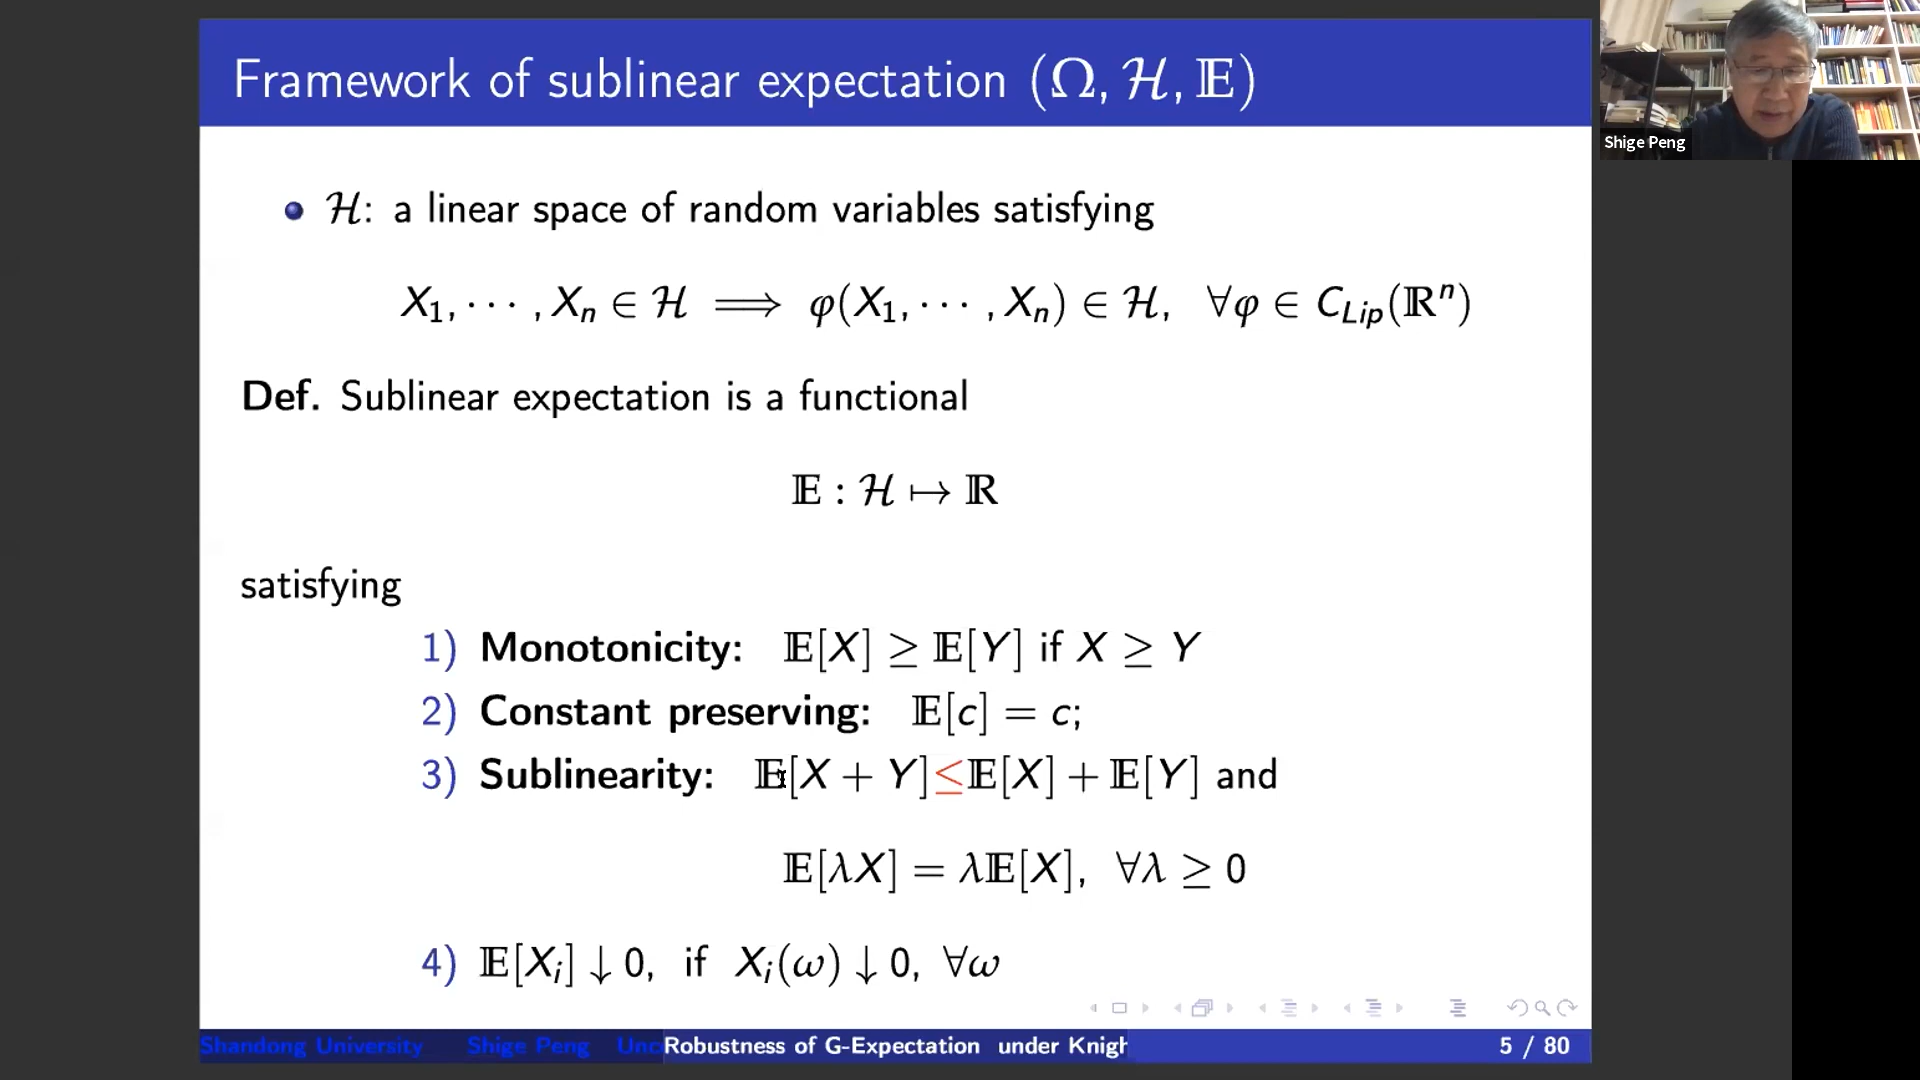 Framework of sublinear expectation (Ω, ℋ, 𝔼)
Shige Peng
ℋ: a linear space of random variables satisfying
X₁, ⋯ , Xₙ ∈ ℋ ⟹ φ(X₁, ⋯ , Xₙ) ∈ ℋ, ∀φ ∈ C_Lip(ℝⁿ)
Def. Sublinear expectation is a functional
𝔼 : ℋ ↦ ℝ
satisfying
1) Monotonicity: 𝔼[X] ≥ 𝔼[Y] if X ≥ Y
2) Constant preserving: 𝔼[c] = c;
3) Sublinearity: 𝔼[X + Y]≤𝔼[X] + 𝔼[Y] and
𝔼[λX] = λ𝔼[X], ∀λ ≥ 0
4) 𝔼[Xᵢ] ↓ 0, if Xᵢ(ω) ↓ 0, ∀ω
Shandong University Shige Peng Unc Robustness of G-Expectation under Knigh 5 / 80